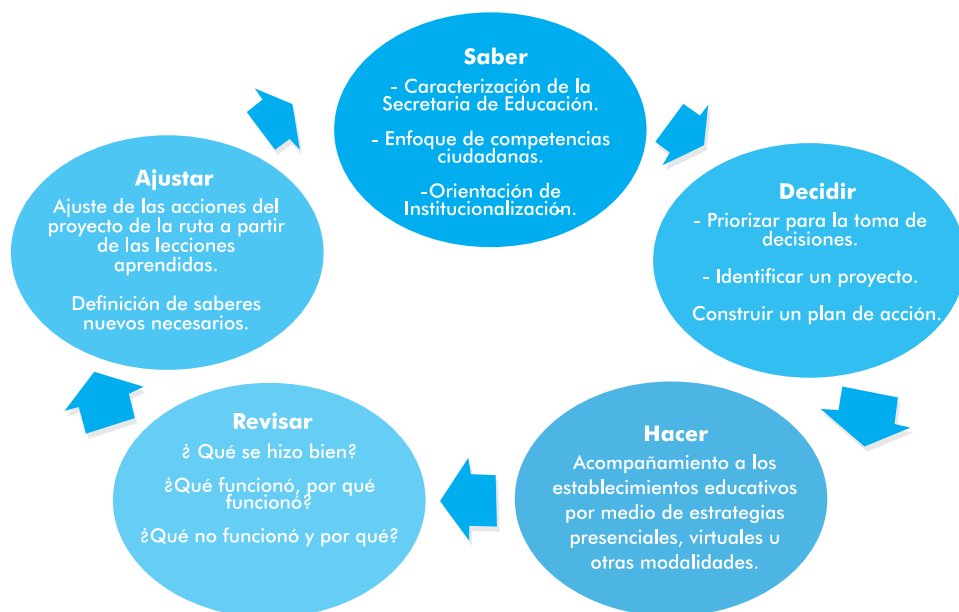 Saber
- Caracterización de la
Secretaria de Educación.
- Enfoque de competencias
ciudadanas.
-Orientación de
Institucionalización.
Decidir
- Priorizar para la toma de
decisiones.
- Identificar un proyecto.
Construir un plan de acción.
Hacer
Acompañamiento a los
establecimientos educativos
por medio de estrategias
presenciales, virtuales u
otras modalidades.
Revisar
¿ Qué se hizo bien?
¿Qué funcionó, por qué
funcionó?
¿Qué no funcionó y por qué?
Ajustar
Ajuste de las acciones del
proyecto de la ruta a partir
de las lecciones
aprendidas.
Definición de saberes
nuevos necesarios.